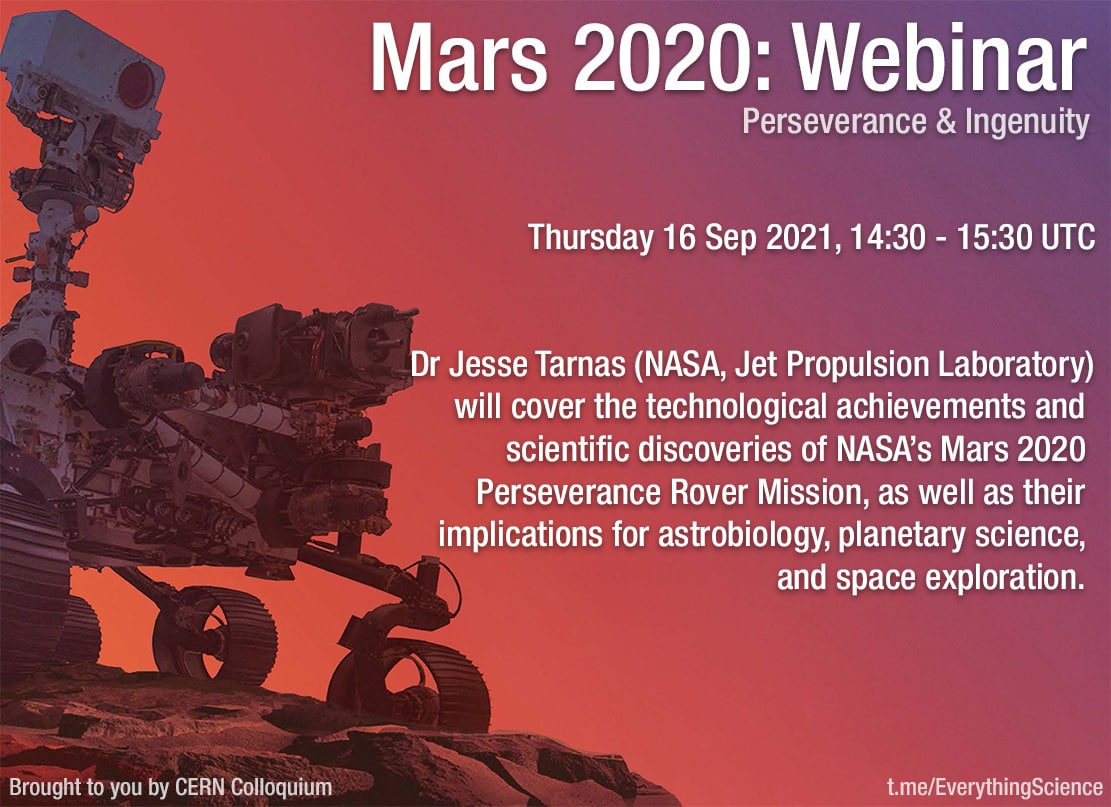 Mars 2020: Webinar
Perseverance & Ingenuity
Thursday 16 Sep 2021, 14:30 - 15:30 UTC
Dr Jesse Tarnas (NASA, Jet Propulsion Laboratory)
will cover the technological achievements and
scientific discoveries of NASA’s Mars 2020
Perseverance Rover Mission, as well as their
implications for astrobiology, planetary science,
and space exploration.
Brought to you by CERN Colloquium
t.me/EverythingScience